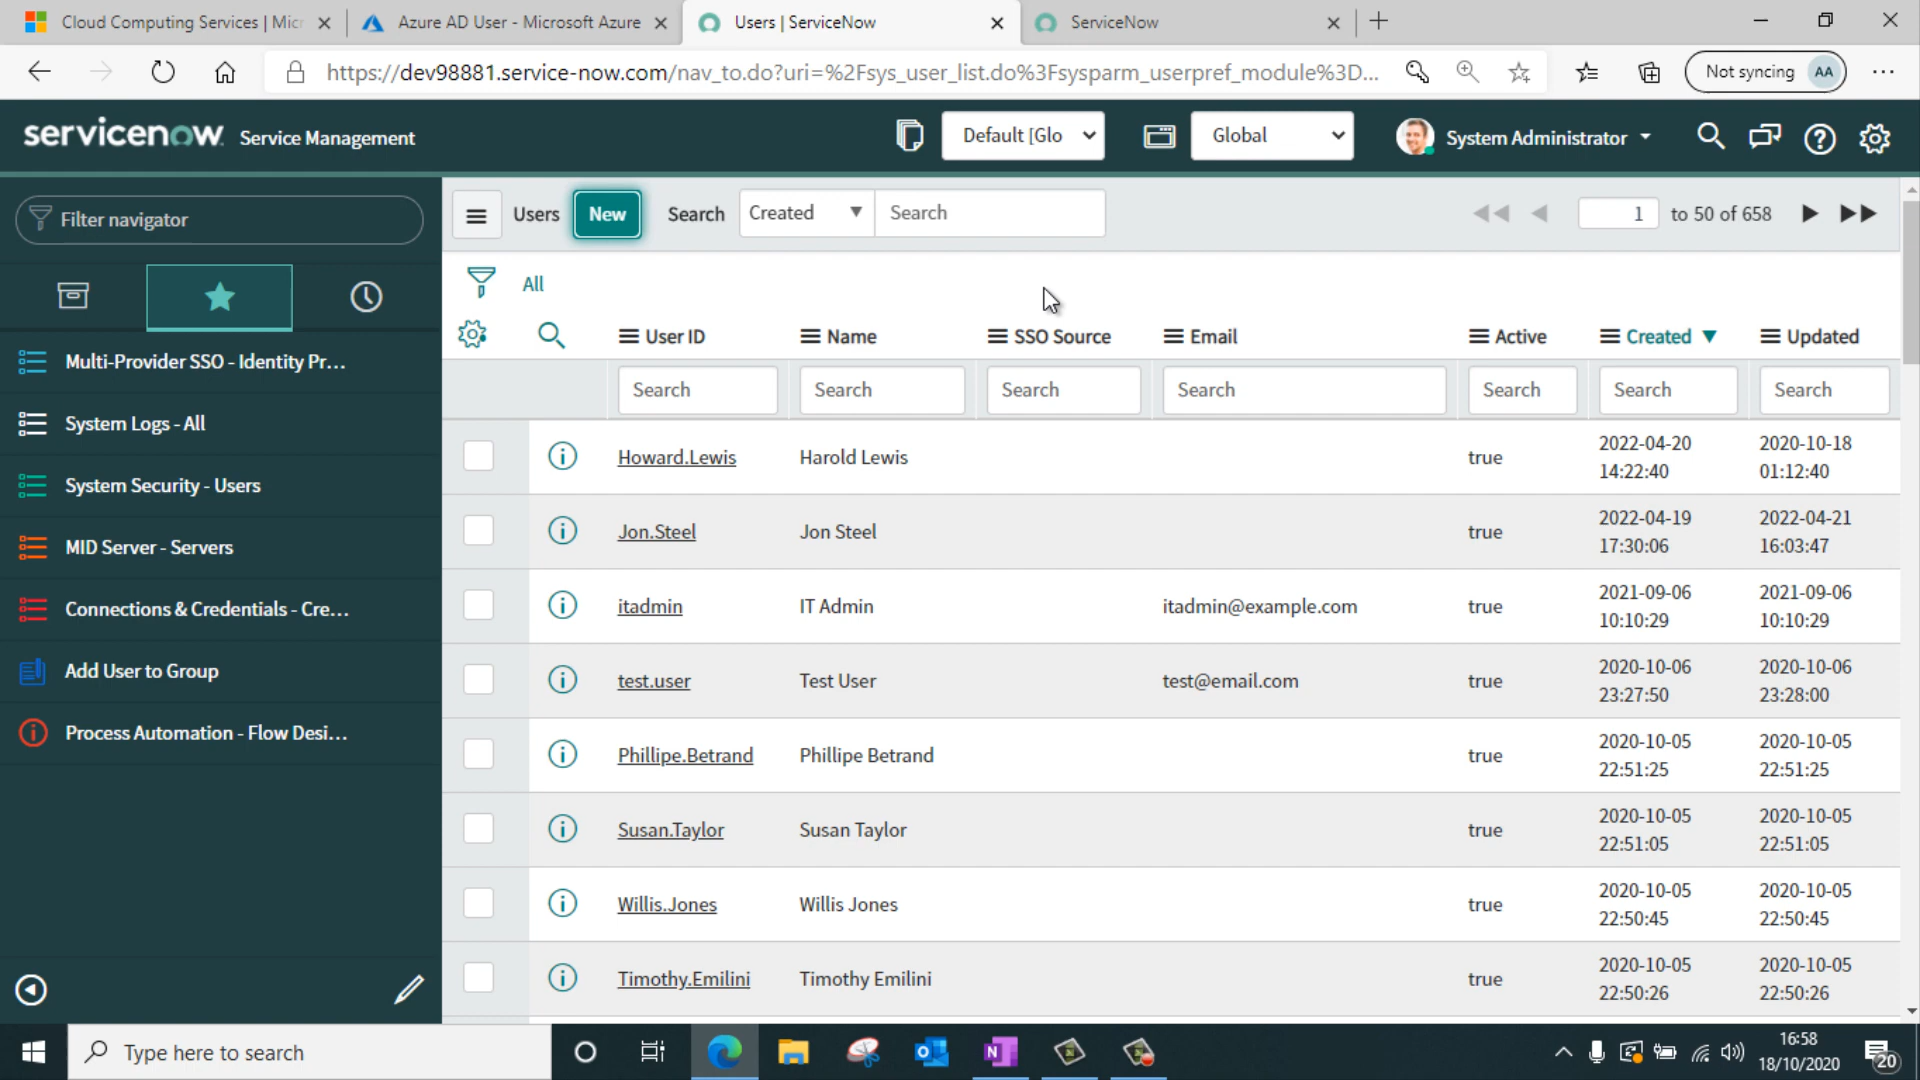 Cloud Computing Services | Micr
Azure AD User - Microsoft Azure
Users | ServiceNow
ServiceNow
https://dev98881.service-now.com/nav_to.do?uri=%2Fsys_user_list.do%3Fsysparm_userpref_module%3D...
Not syncing AA
servicenow Service Management
Default [Glo
Global
System Administrator
Filter navigator
Multi-Provider SSO - Identity Pr...
System Logs - All
System Security - Users
MID Server - Servers
Connections & Credentials - Cre...
Add User to Group
Process Automation - Flow Desi...
Users New Search Created Search 1 to 50 of 658
All
User ID Name SSO Source Email Active Created Updated
Search Search Search Search Search Search Search
Howard.Lewis Harold Lewis true 2022-04-20 14:22:40 2020-10-18 01:12:40
Jon.Steel Jon Steel true 2022-04-19 17:30:06 2022-04-21 16:03:47
itadmin IT Admin itadmin@example.com true 2021-09-06 10:10:29 2021-09-06 10:10:29
test.user Test User test@email.com true 2020-10-06 23:27:50 2020-10-06 23:28:00
Phillipe.Betrand Phillipe Betrand true 2020-10-05 22:51:25 2020-10-05 22:51:25
Susan.Taylor Susan Taylor true 2020-10-05 22:51:05 2020-10-05 22:51:05
Willis.Jones Willis Jones true 2020-10-05 22:50:45 2020-10-05 22:50:45
Timothy.Emilini Timothy Emilini true 2020-10-05 22:50:26 2020-10-05 22:50:26
Type here to search
16:58
18/10/2020
20